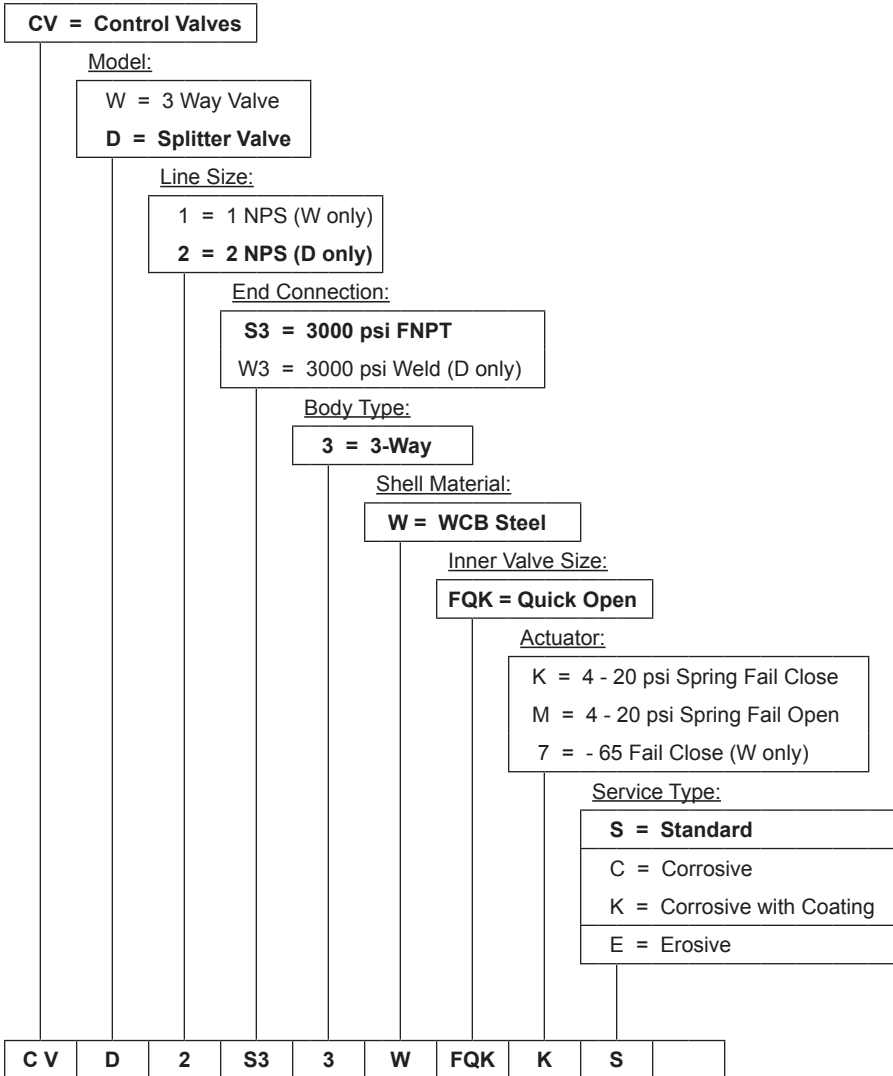 CV = Control Valves
Model:
W = 3 Way Valve
D = Splitter Valve
Line Size:
1 = 1 NPS (W only)
2 = 2 NPS (D only)
End Connection:
S3 = 3000 psi FNPT
W3 = 3000 psi Weld (D only)
Body Type:
3 = 3-Way
Shell Material:
W = WCB Steel
Inner Valve Size:
FQK = Quick Open
Actuator:
K = 4 - 20 psi Spring Fail Close
M = 4 - 20 psi Spring Fail Open
7 = - 65 Fail Close (W only)
Service Type:
S = Standard
C = Corrosive
K = Corrosive with Coating
E = Erosive
C V D 2 S3 3 W FQK K S